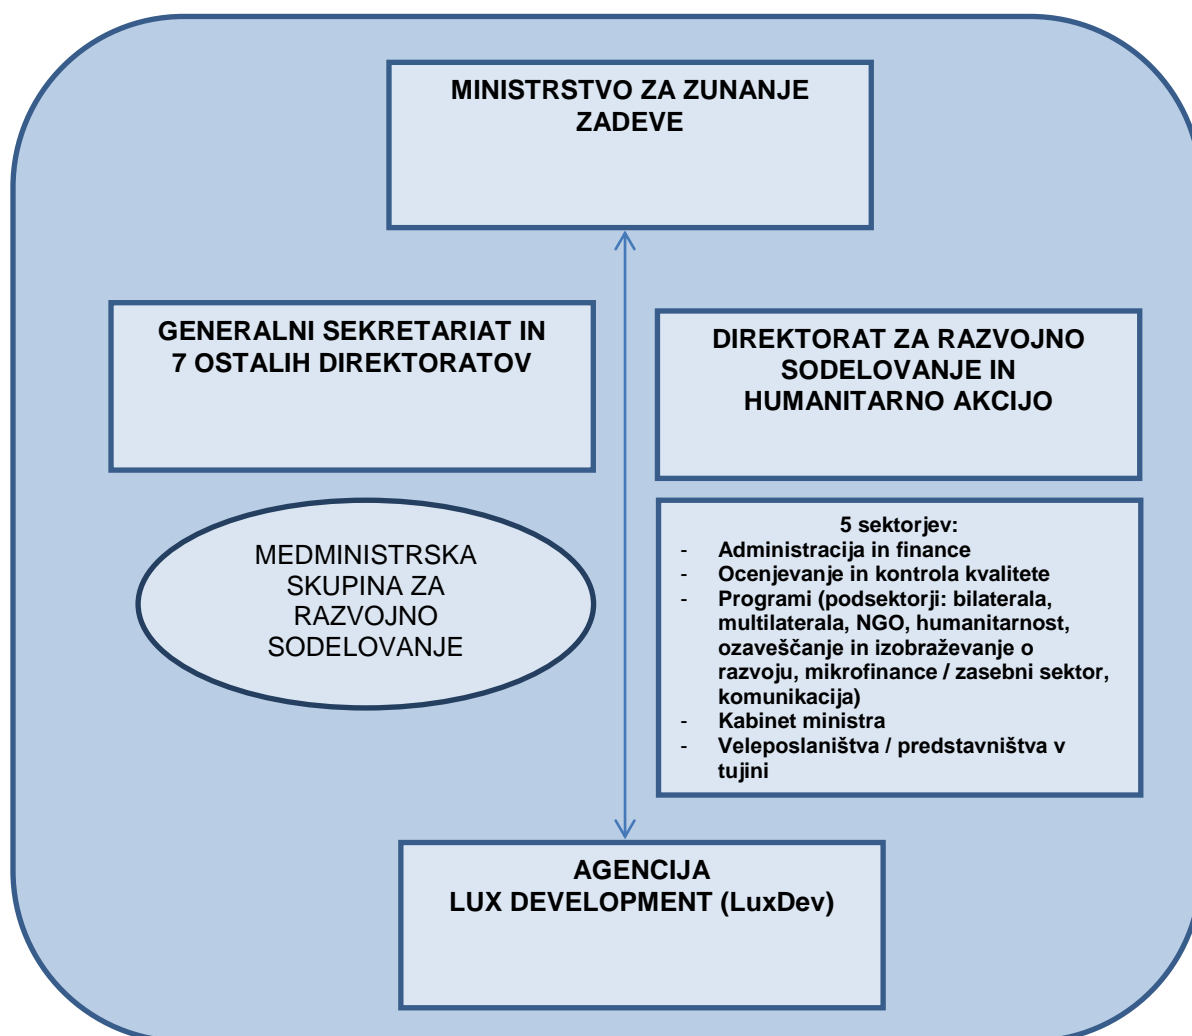 MINISTRSTVO ZA ZUNANJE
ZADEVE
GENERALNI SEKRETARIAT IN
7 OSTALIH DIREKTORATOV
DIREKTORAT ZA RAZVOJNO
SODELOVANJE IN
HUMANITARNO AKCIJO
MEDMINISTRSKA
SKUPINA ZA
RAZVOJNO
SODELOVANJE
5 sektorjev:
- Administracija in finance
- Ocenjevanje in kontrola kvalitete
- Programi (podsektorji: bilaterala,
multilaterala, NGO, humanitarnost,
ozaveščanje in izobraževanje o
razvoju, mikrofinance / zasebni sektor,
komunikacija)
- Kabinet ministra
- Veleposlaništva / predstavništva v
tujini
AGENCIJA
LUX DEVELOPMENT (LuxDev)